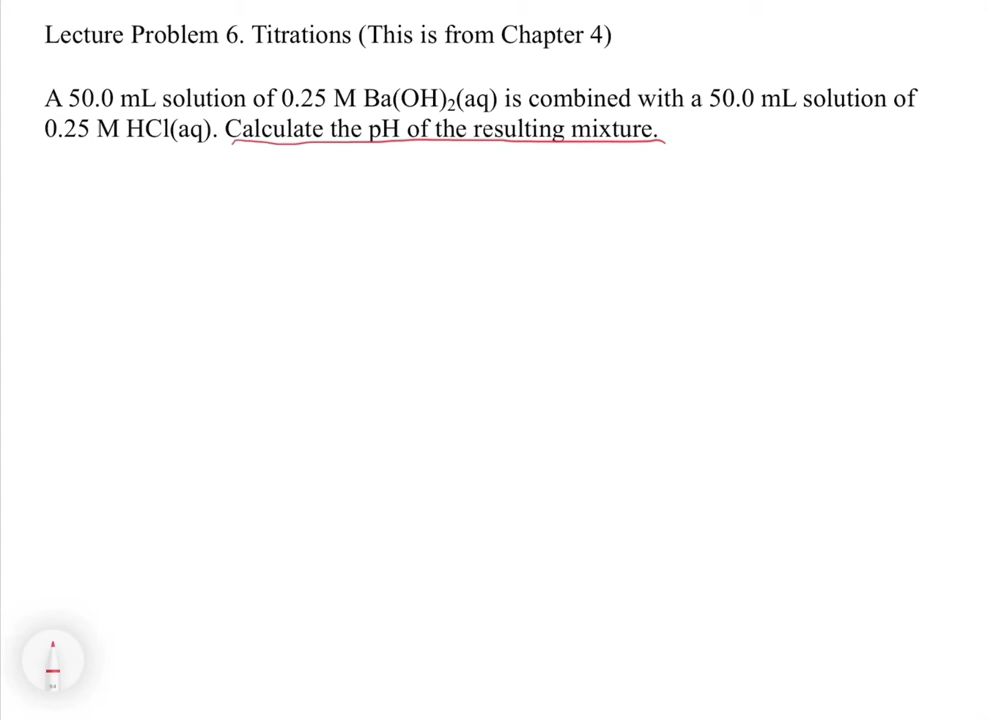 Lecture Problem 6. Titrations (This is from Chapter 4)
A 50.0 mL solution of 0.25 M Ba(OH)₂(aq) is combined with a 50.0 mL solution of
0.25 M HCl(aq). Calculate the pH of the resulting mixture.